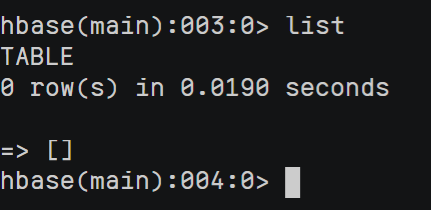 hbase(main):003:0> list
TABLE
0 row(s) in 0.0190 seconds

=> []
hbase(main):004:0>